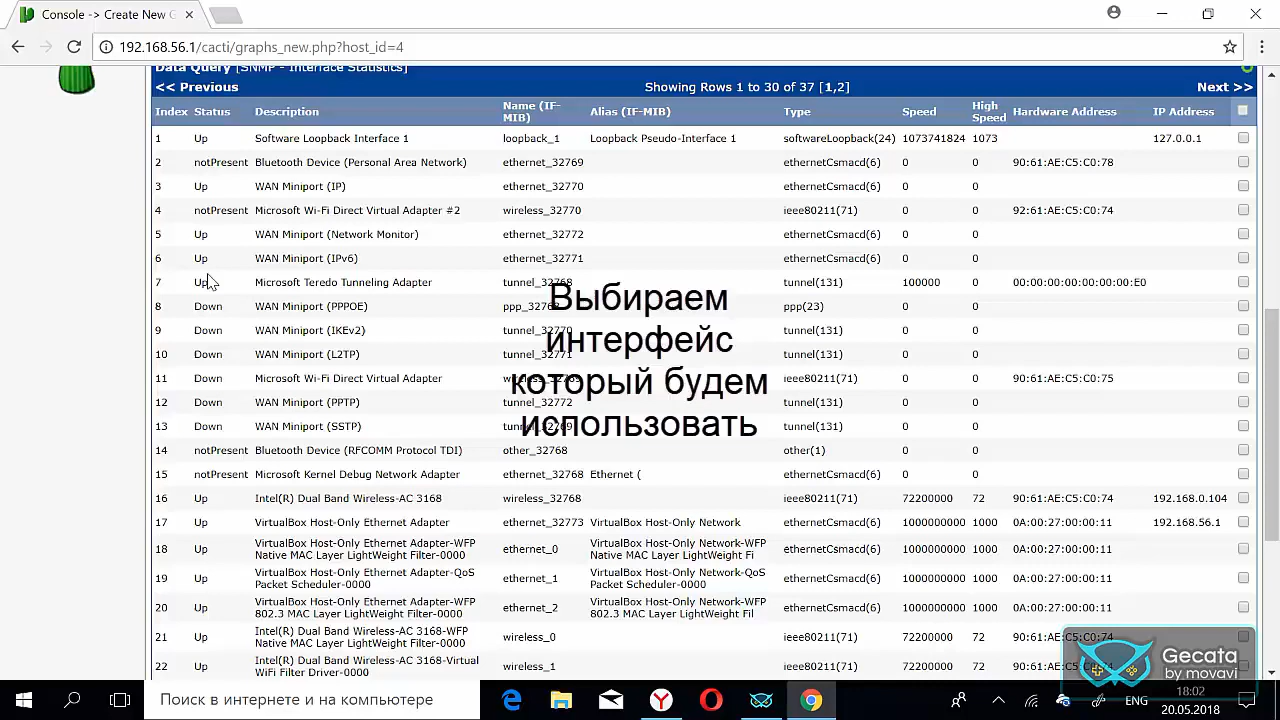 Console -> Create New G
192.168.56.1/cacti/graphs_new.php?host_id=4
Data Query [SNMP - Interface Statistics]
<< Previous Showing Rows 1 to 30 of 37 [1,2] Next >>
Index Status Description Name (IF-MIB) Alias (IF-MIB) Type Speed High Speed Hardware Address IP Address
1 Up Software Loopback Interface 1 loopback_1 Loopback Pseudo-Interface 1 softwareLoopback(24) 1073741824 1073 127.0.0.1
2 notPresent Bluetooth Device (Personal Area Network) ethernet_32769 ethernetCsmacd(6) 0 0 90:61:AE:C5:C0:78
3 Up WAN Miniport (IP) ethernet_32770 ethernetCsmacd(6) 0 0
4 notPresent Microsoft Wi-Fi Direct Virtual Adapter #2 wireless_32770 ieee80211(71) 0 0 92:61:AE:C5:C0:74
5 Up WAN Miniport (Network Monitor) ethernet_32772 ethernetCsmacd(6) 0 0
6 Up WAN Miniport (IPv6) ethernet_32771 ethernetCsmacd(6) 0 0
7 Up Microsoft Teredo Tunneling Adapter tunnel_32768 tunnel(131) 100000 0 00:00:00:00:00:00:00:E0
8 Down WAN Miniport (PPPOE) ppp_32768 ppp(23) 0 0
9 Down WAN Miniport (IKEv2) tunnel_32770 tunnel(131) 0 0
10 Down WAN Miniport (L2TP) tunnel_32771 tunnel(131) 0 0
11 Down Microsoft Wi-Fi Direct Virtual Adapter ieee80211(71) 0 0 90:61:AE:C5:C0:75
12 Down WAN Miniport (PPTP) tunnel_32772 tunnel(131) 0 0
13 Down WAN Miniport (SSTP) tunnel_32769 tunnel(131) 0 0
14 notPresent Bluetooth Device (RFCOMM Protocol TDI) other_32768 other(1) 0 0
15 notPresent Microsoft Kernel Debug Network Adapter ethernet_32768 Ethernet ( ethernetCsmacd(6) 0 0
16 Up Intel(R) Dual Band Wireless-AC 3168 wireless_32768 ieee80211(71) 72200000 72 90:61:AE:C5:C0:74 192.168.0.104
17 Up VirtualBox Host-Only Ethernet Adapter ethernet_32773 VirtualBox Host-Only Network ethernetCsmacd(6) 1000000000 1000 0A:00:27:00:00:11 192.168.56.1
18 Up VirtualBox Host-Only Ethernet Adapter-WFP Native MAC Layer LightWeight Filter-0000 ethernet_0 VirtualBox Host-Only Network-WFP Native MAC Layer LightWeight Fi ethernetCsmacd(6) 1000000000 1000 0A:00:27:00:00:11
19 Up VirtualBox Host-Only Ethernet Adapter-QoS Packet Scheduler-0000 ethernet_1 VirtualBox Host-Only Network-QoS Packet Scheduler-0000 ethernetCsmacd(6) 1000000000 1000 0A:00:27:00:00:11
20 Up VirtualBox Host-Only Ethernet Adapter-WFP 802.3 MAC Layer LightWeight Filter-0000 ethernet_2 VirtualBox Host-Only Network-WFP 802.3 MAC Layer LightWeight Fil ethernetCsmacd(6) 1000000000 1000 0A:00:27:00:00:11
21 Up Intel(R) Dual Band Wireless-AC 3168-WFP Native MAC Layer LightWeight Filter-0000 wireless_0 ieee80211(71) 72200000 72 90:61:AE:C5:C0:74
22 Up Intel(R) Dual Band Wireless-AC 3168-Virtual WiFi Filter Driver-0000 wireless_1 ieee80211(71) 72200000 72
Выбираем
интерфейс
который будем
использовать
Gecata
by movavi
Поиск в интернете и на компьютере
ENG
18:02
20.05.2018